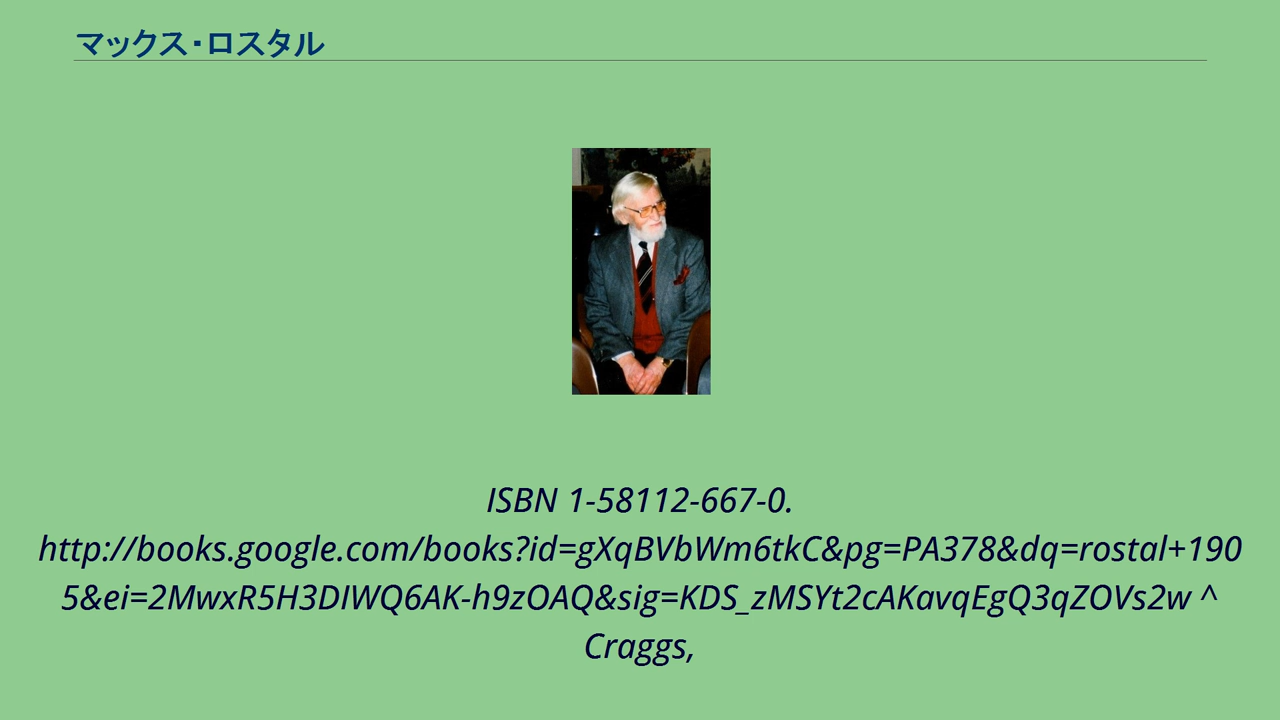 マックス・ロスタル
ISBN 1-58112-667-0.
http://books.google.com/books?id=gXqBVbWm6tkC&pg=PA378&dq=rostal+190
5&ei=2MwxR5H3DIWQ6AK-h9zOAQ&sig=KDS_zMSYt2cAKavqEgQ3qZOVs2w ^
Craggs,